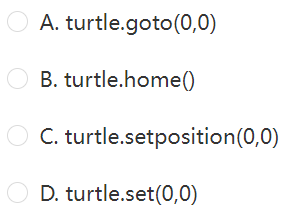 A. turtle.goto(0,0)
B. turtle.home()
C. turtle.setposition(0,0)
D. turtle.set(0,0)